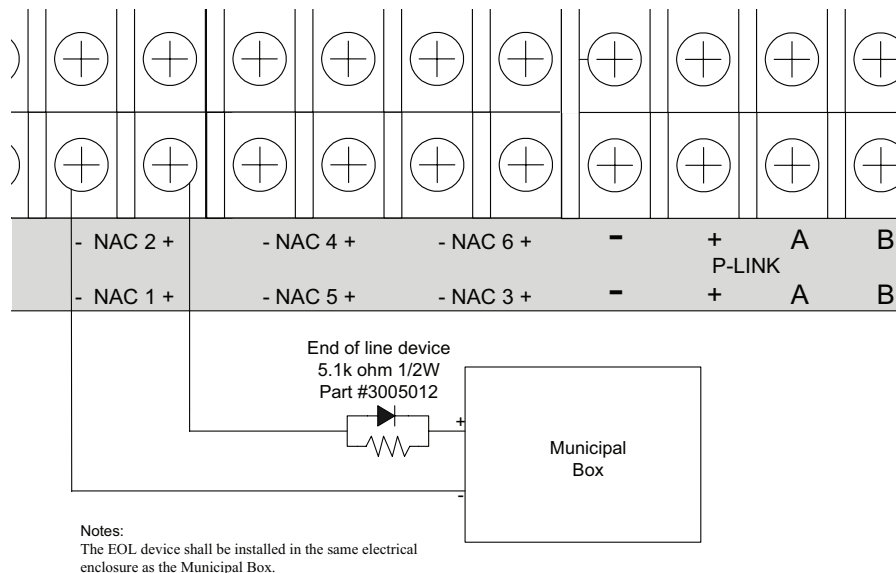 - NAC 2 + - NAC 4 + - NAC 6 + - + A B
P-LINK
- NAC 1 + - NAC 5 + - NAC 3 + - + A B
End of line device
5.1k ohm 1/2W
Part #3005012
+
Municipal
Box
-
Notes:
The EOL device shall be installed in the same electrical
enclosure as the Municipal Box.